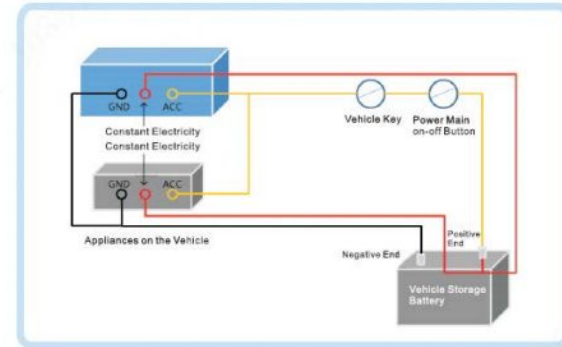 GND
ACC
Constant Electricity
Constant Electricity
GND
ACC
Appliances on the Vehicle
Vehicle Key
Power Main
on-off Button
Negative End
Positive
End
Vehicle Storage
Battery